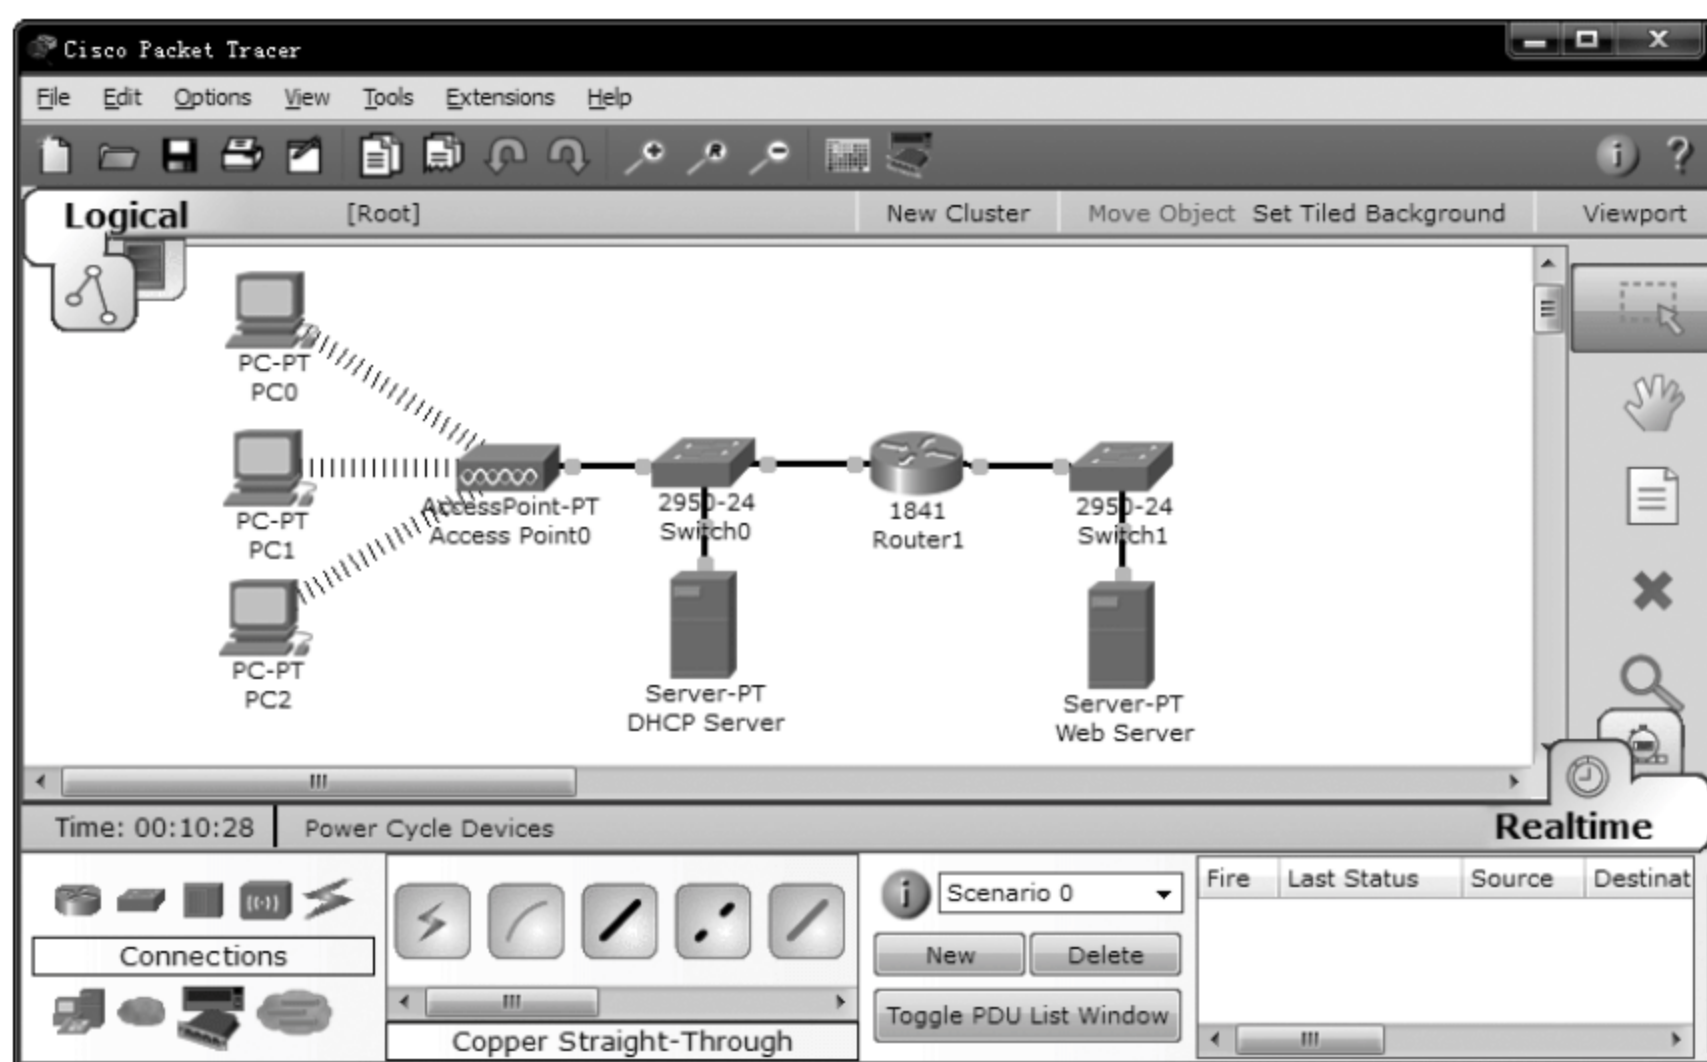 Cisco Packet Tracer
File Edit Options View Tools Extensions Help
Logical [Root] New Cluster Move Object Set Tiled Background Viewport
PC-PT
PC0
PC-PT
PC1
PC-PT
PC2
AccessPoint-PT
Access Point0
2950-24
Switch0
1841
Router1
2950-24
Switch1
Server-PT
DHCP Server
Server-PT
Web Server
Time: 00:10:28 Power Cycle Devices Realtime
Connections
Copper Straight-Through
Scenario 0
New Delete
Toggle PDU List Window
Fire Last Status Source Destinat